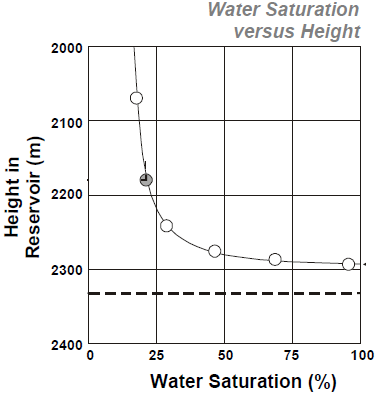 Water Saturation
versus Height
2000
2100
2200
2300
2400
Height in
Reservoir (m)
0 25 50 75 100
Water Saturation (%)